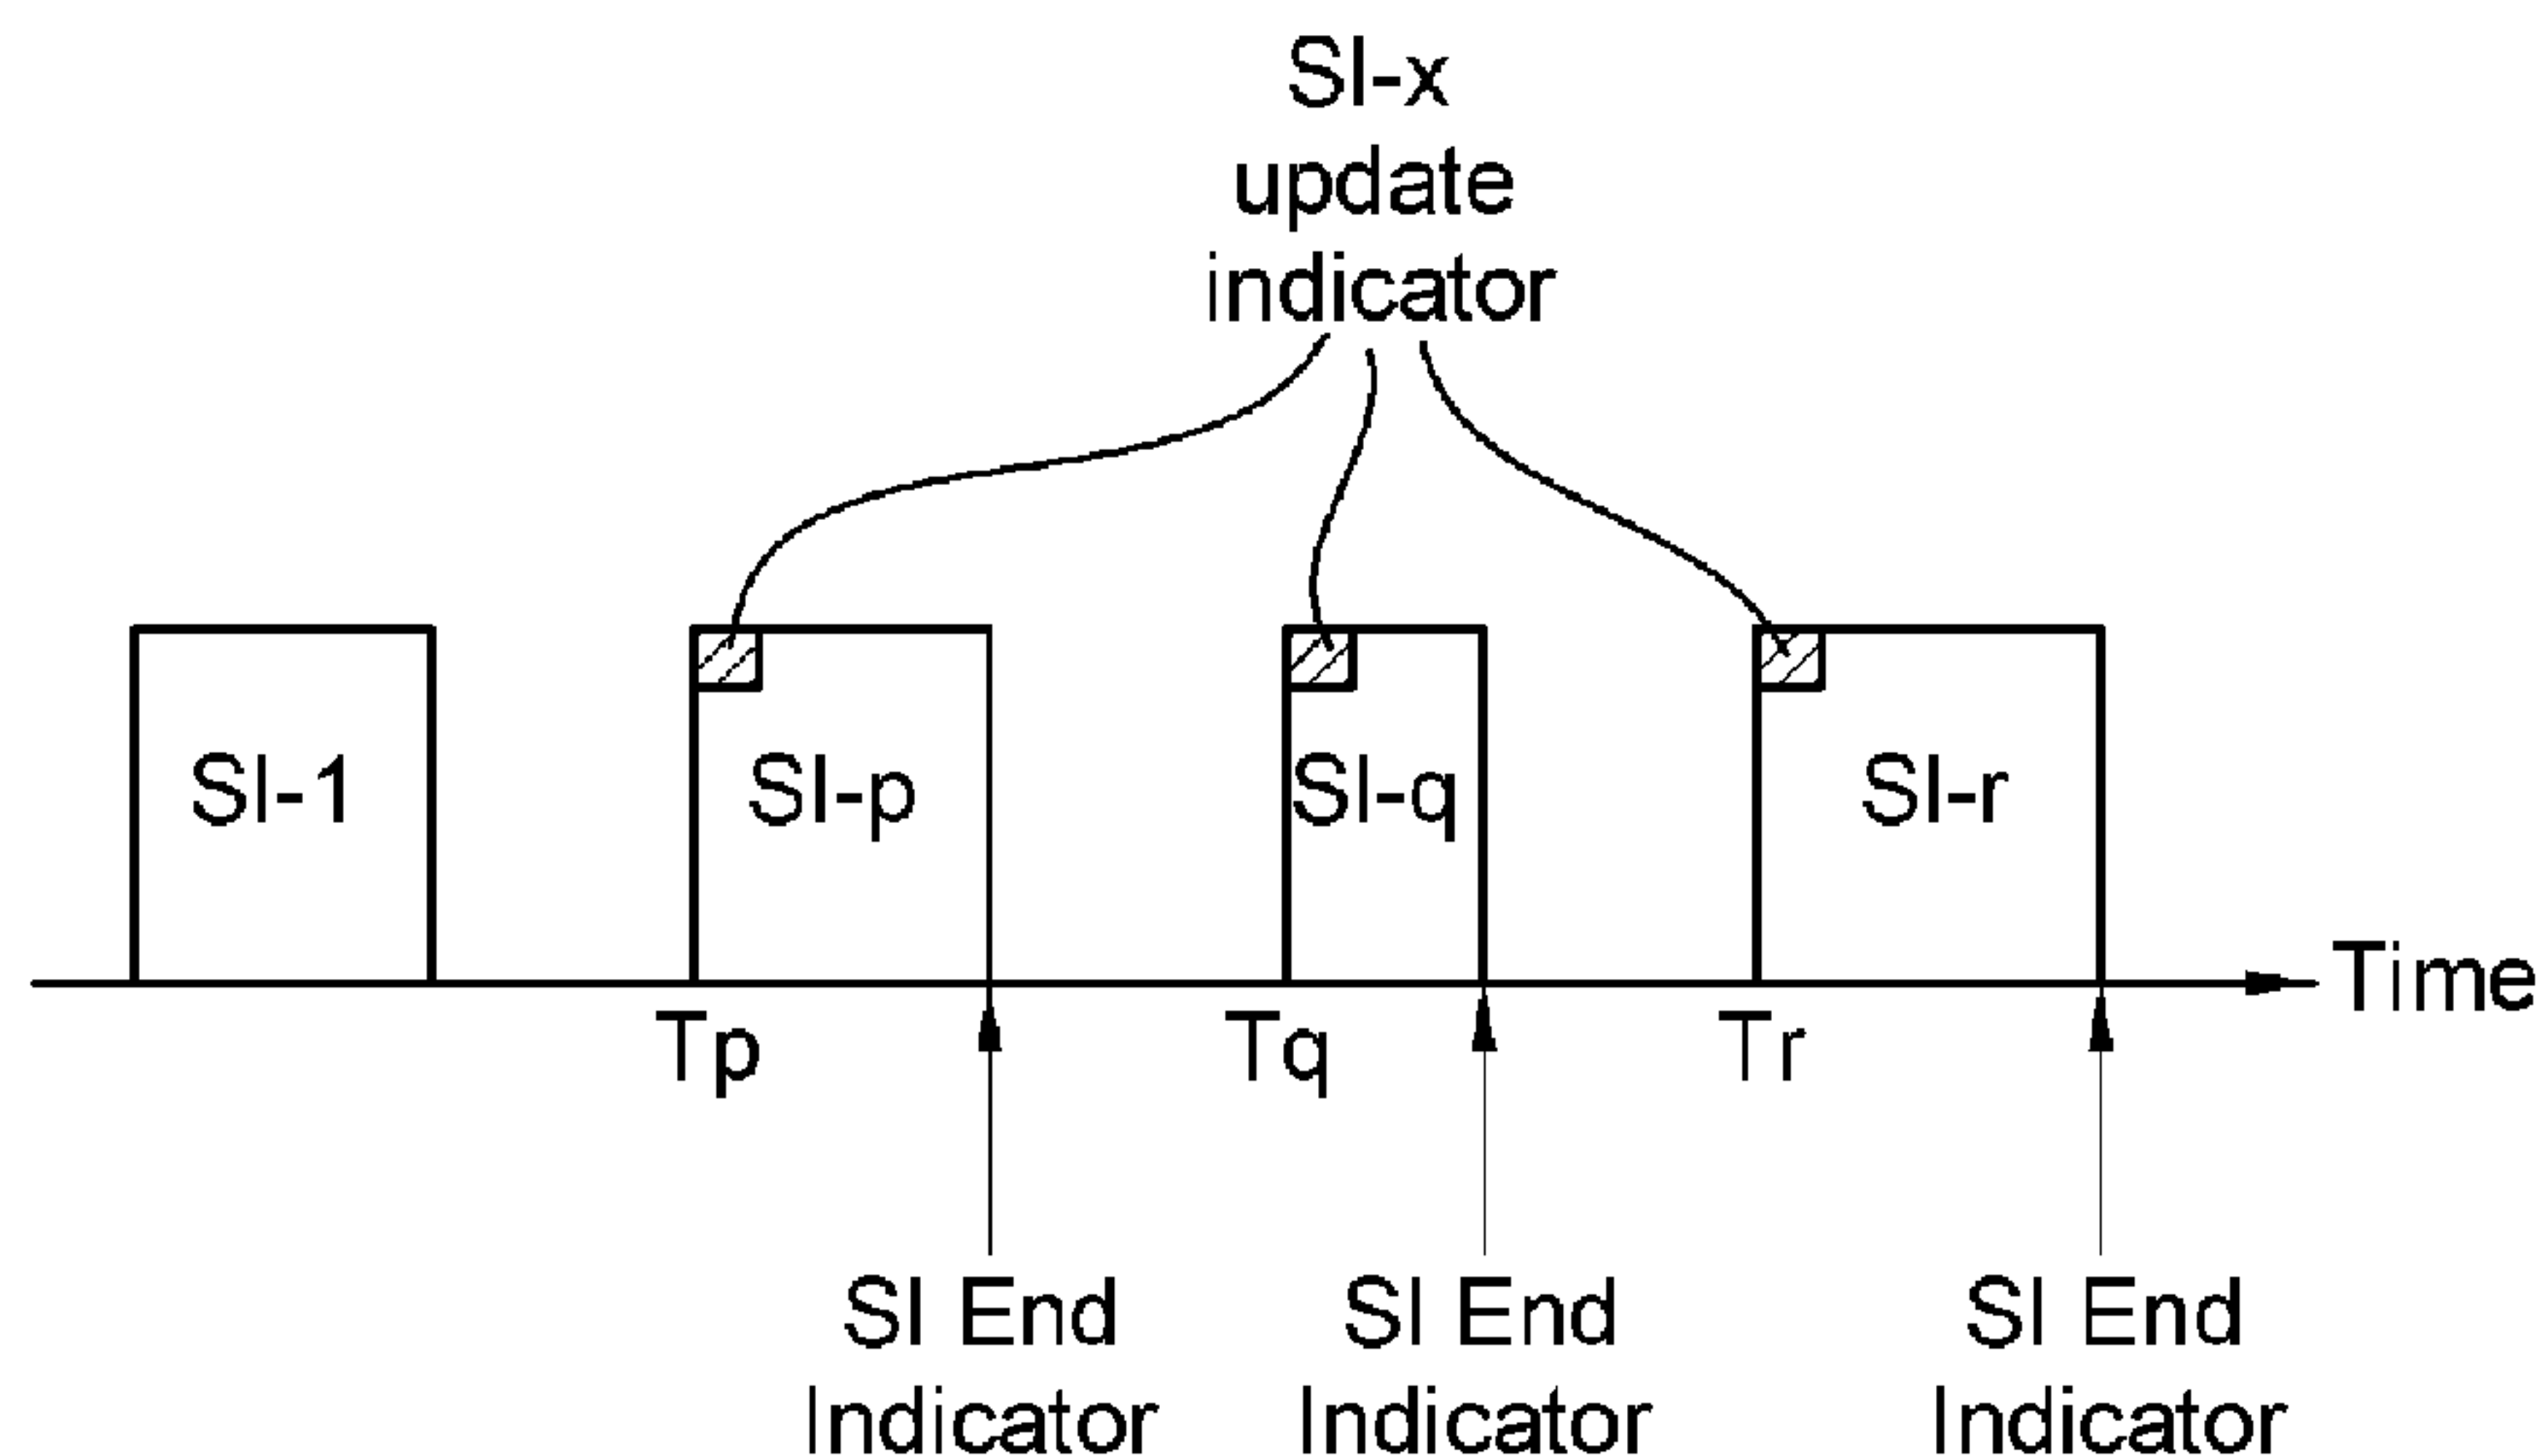 SI-x
update
indicator
SI-1
SI-p
SI-q
SI-r
Time
Tp
Tq
Tr
SI End
Indicator
SI End
Indicator
SI End
Indicator